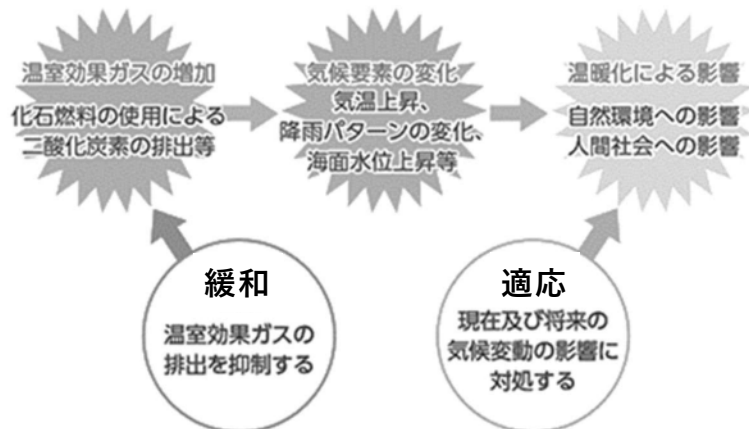 温室効果ガスの増加
化石燃料の使用による
二酸化炭素の排出等
気候要素の変化
気温上昇、
降雨パターンの変化、
海面水位上昇等
温暖化による影響
自然環境への影響
人間社会への影響
緩和
温室効果ガスの
排出を抑制する
適応
現在及び将来の
気候変動の影響に
対処する